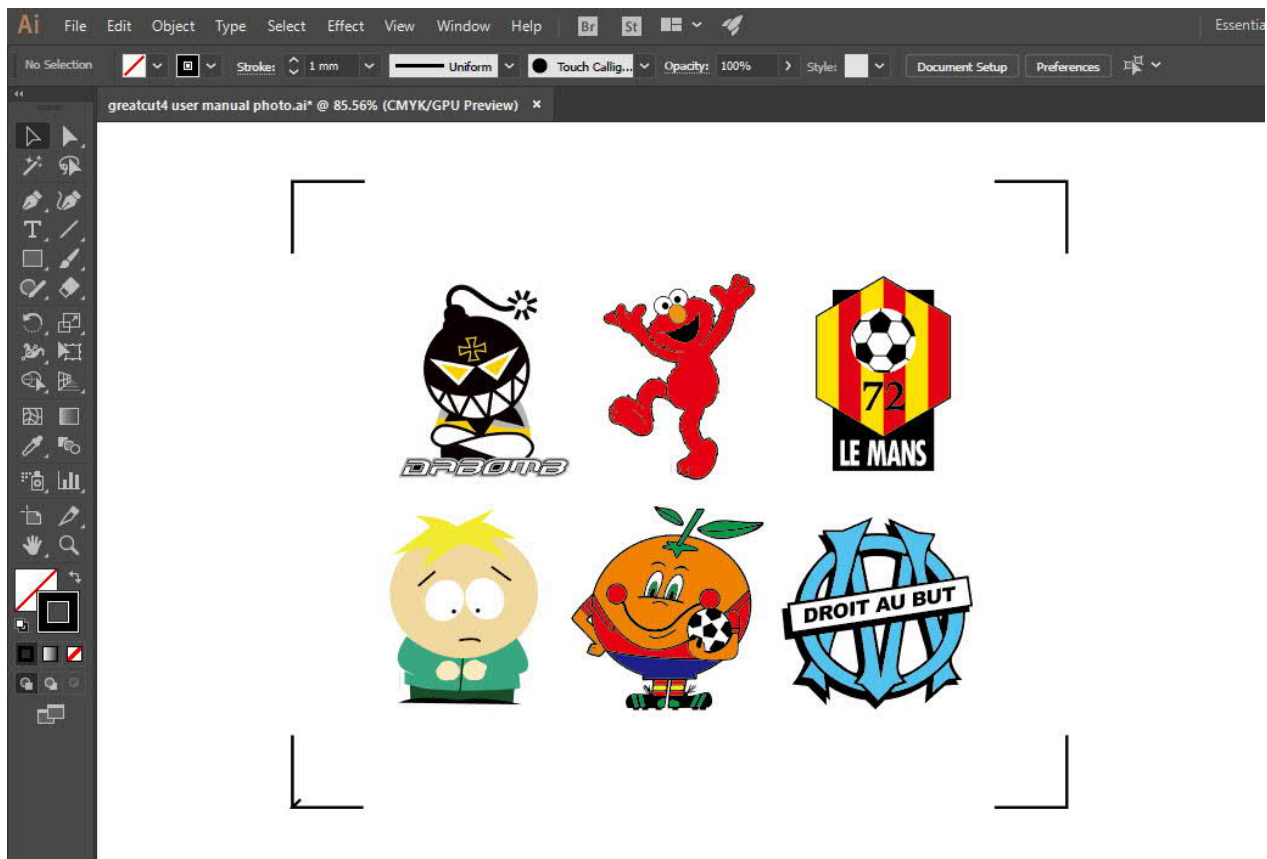 Ai File Edit Object Type Select Effect View Window Help Br St Essentia
No Selection Stroke: 1 mm Uniform Touch Callig... Opacity: 100% Style: Document Setup Preferences
greatcut4 user manual photo.ai* @ 85.56% (CMYK/GPU Preview) ×
72
DABOMB
LE MANS
DROIT AU BUT